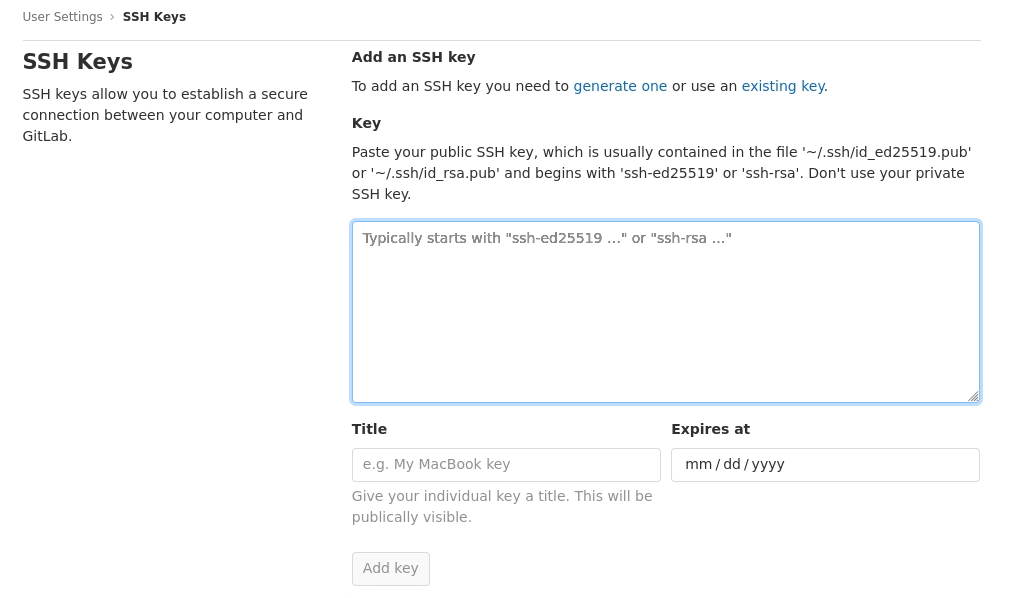 User Settings › SSH Keys
SSH Keys
SSH keys allow you to establish a secure
connection between your computer and
GitLab.
Add an SSH key
To add an SSH key you need to generate one or use an existing key.
Key
Paste your public SSH key, which is usually contained in the file '~/.ssh/id_ed25519.pub'
or '~/.ssh/id_rsa.pub' and begins with 'ssh-ed25519' or 'ssh-rsa'. Don't use your private
SSH key.
Typically starts with "ssh-ed25519 …" or "ssh-rsa …"
Title
e.g. My MacBook key
Give your individual key a title. This will be
publically visible.
Expires at
mm/dd/yyyy
Add key